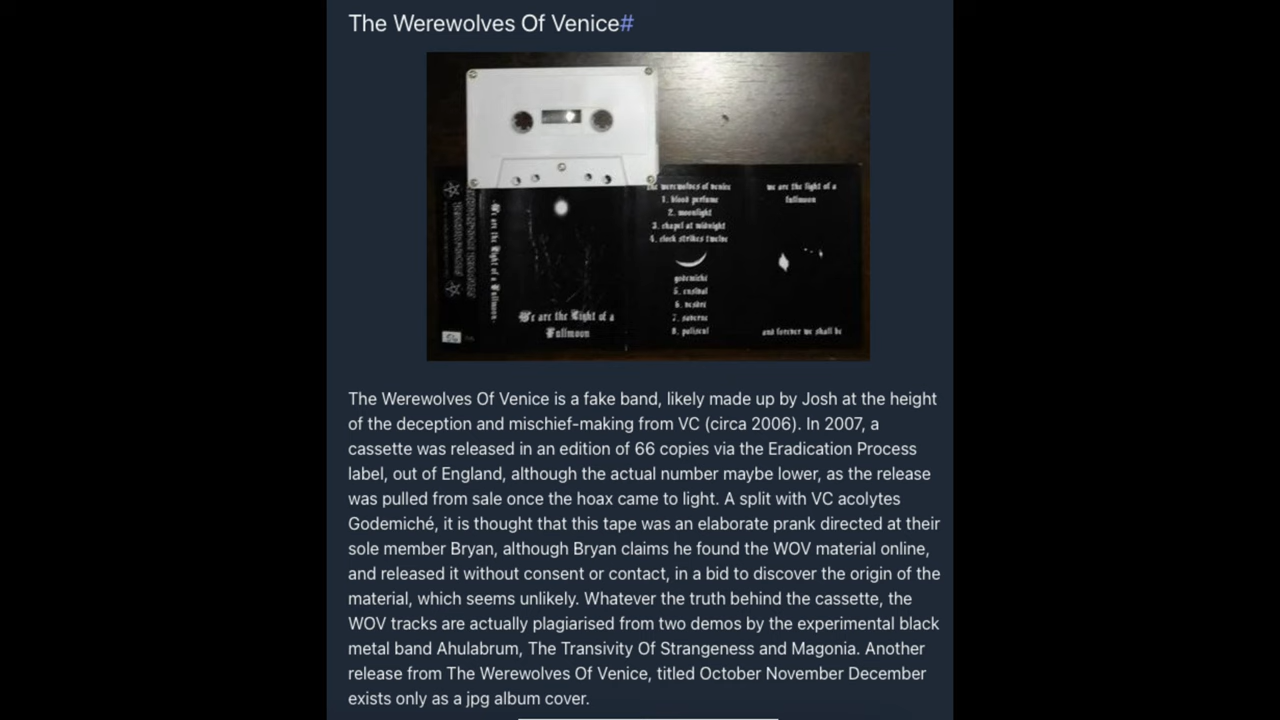 The Werewolves Of Venice#
We are the Light of a Fullmoon
We are the Light of a
Fullmoon
the werewolves of venice
1. blood perfume
2. moonlight
3. chapel at midnight
4. clock strikes twelve
godemiché
6. desire
we are the light of a
fullmoon
and forever we shall be
The Werewolves Of Venice is a fake band, likely made up by Josh at the height
of the deception and mischief-making from VC (circa 2006). In 2007, a
cassette was released in an edition of 66 copies via the Eradication Process
label, out of England, although the actual number maybe lower, as the release
was pulled from sale once the hoax came to light. A split with VC acolytes
Godemiché, it is thought that this tape was an elaborate prank directed at their
sole member Bryan, although Bryan claims he found the WOV material online,
and released it without consent or contact, in a bid to discover the origin of the
material, which seems unlikely. Whatever the truth behind the cassette, the
WOV tracks are actually plagiarised from two demos by the experimental black
metal band Ahulabrum, The Transivity Of Strangeness and Magonia. Another
release from The Werewolves Of Venice, titled October November December
exists only as a jpg album cover.